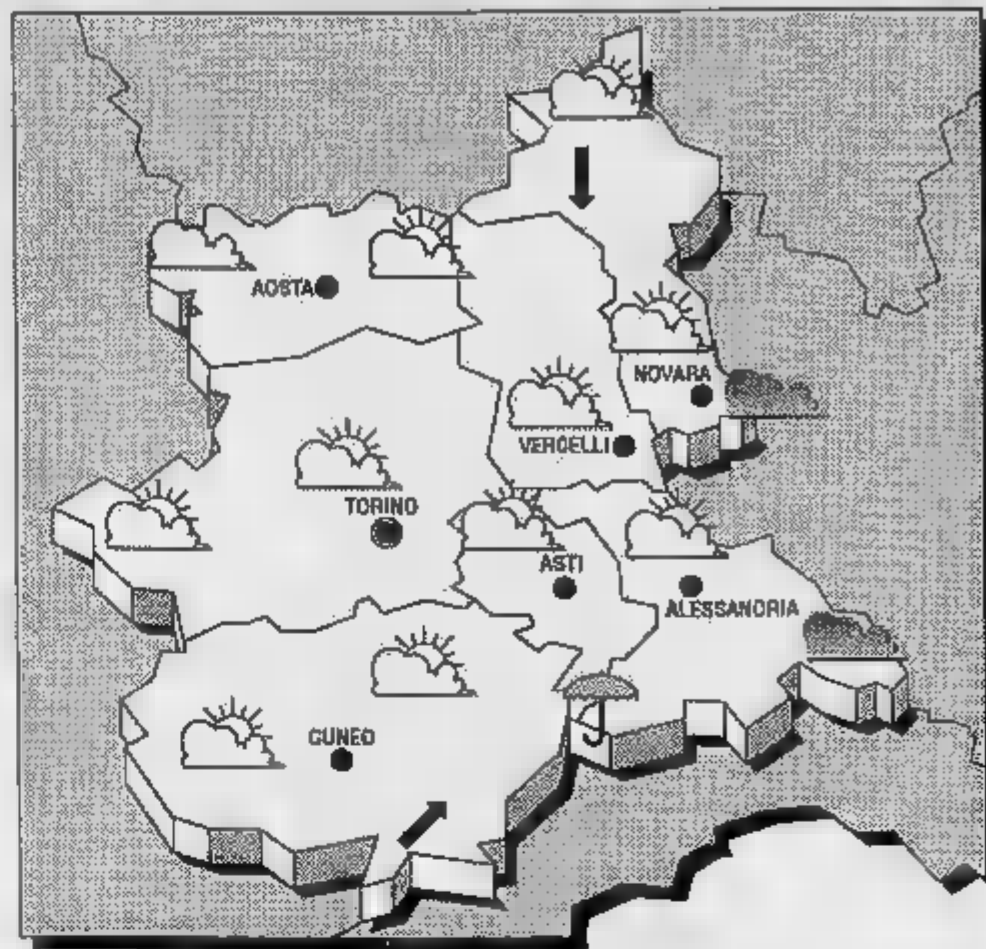 AOSTA
NOVARA
VERCELLI
TORINO
ASTI
ALESSANDRIA
CUNEO